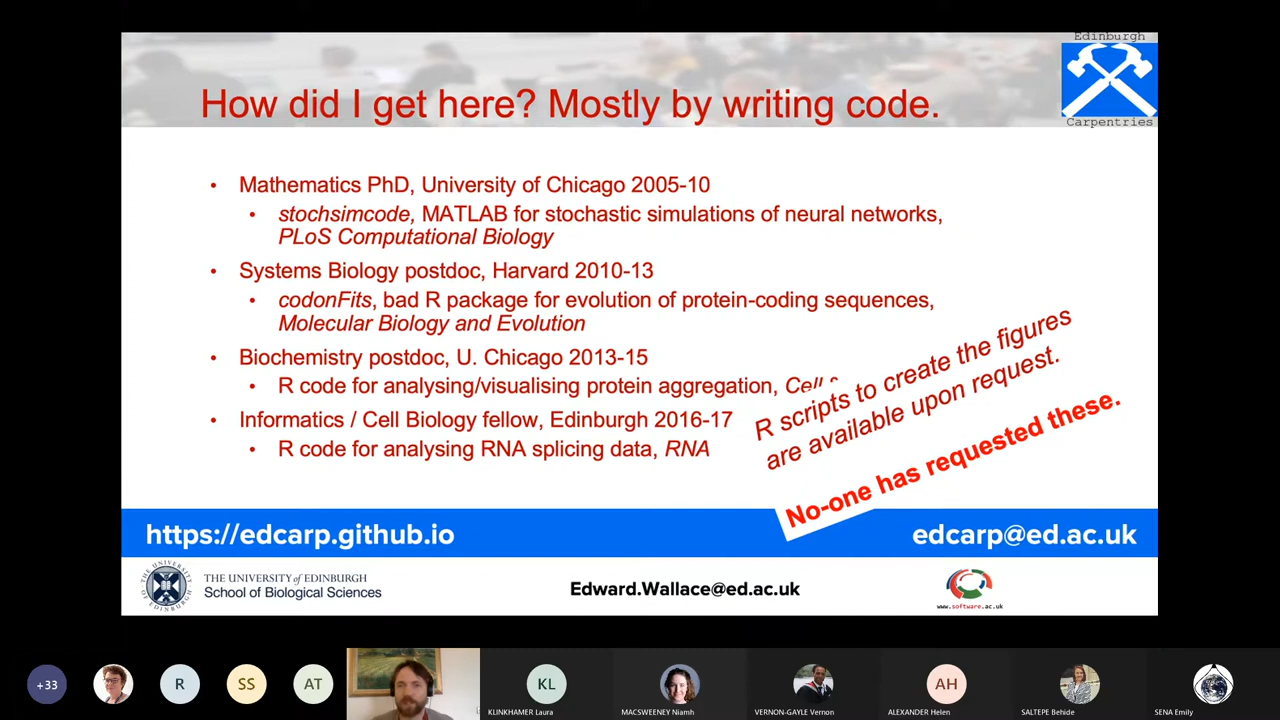 Edinburgh
Carpentries
How did I get here? Mostly by writing code.
• Mathematics PhD, University of Chicago 2005-10
• stochsimcode, MATLAB for stochastic simulations of neural networks,
PLoS Computational Biology
• Systems Biology postdoc, Harvard 2010-13
• codonFits, bad R package for evolution of protein-coding sequences,
Molecular Biology and Evolution
• Biochemistry postdoc, U. Chicago 2013-15
• R code for analysing/visualising protein aggregation, Cell
• Informatics / Cell Biology fellow, Edinburgh 2016-17
• R code for analysing RNA splicing data, RNA
R scripts to create the figures
are available upon request.
No-one has requested these.
https://edcarp.github.io
edcarp@ed.ac.uk
THE UNIVERSITY of EDINBURGH
School of Biological Sciences
Edward.Wallace@ed.ac.uk
www.software.ac.uk
+33
R
SS
AT
KL
KLINKHAMER Laura
MACSWEENEY Niamh
VERNON-GAYLE Vernon
AH
ALEXANDER Helen
SALTEPE Behide
SENA Emily